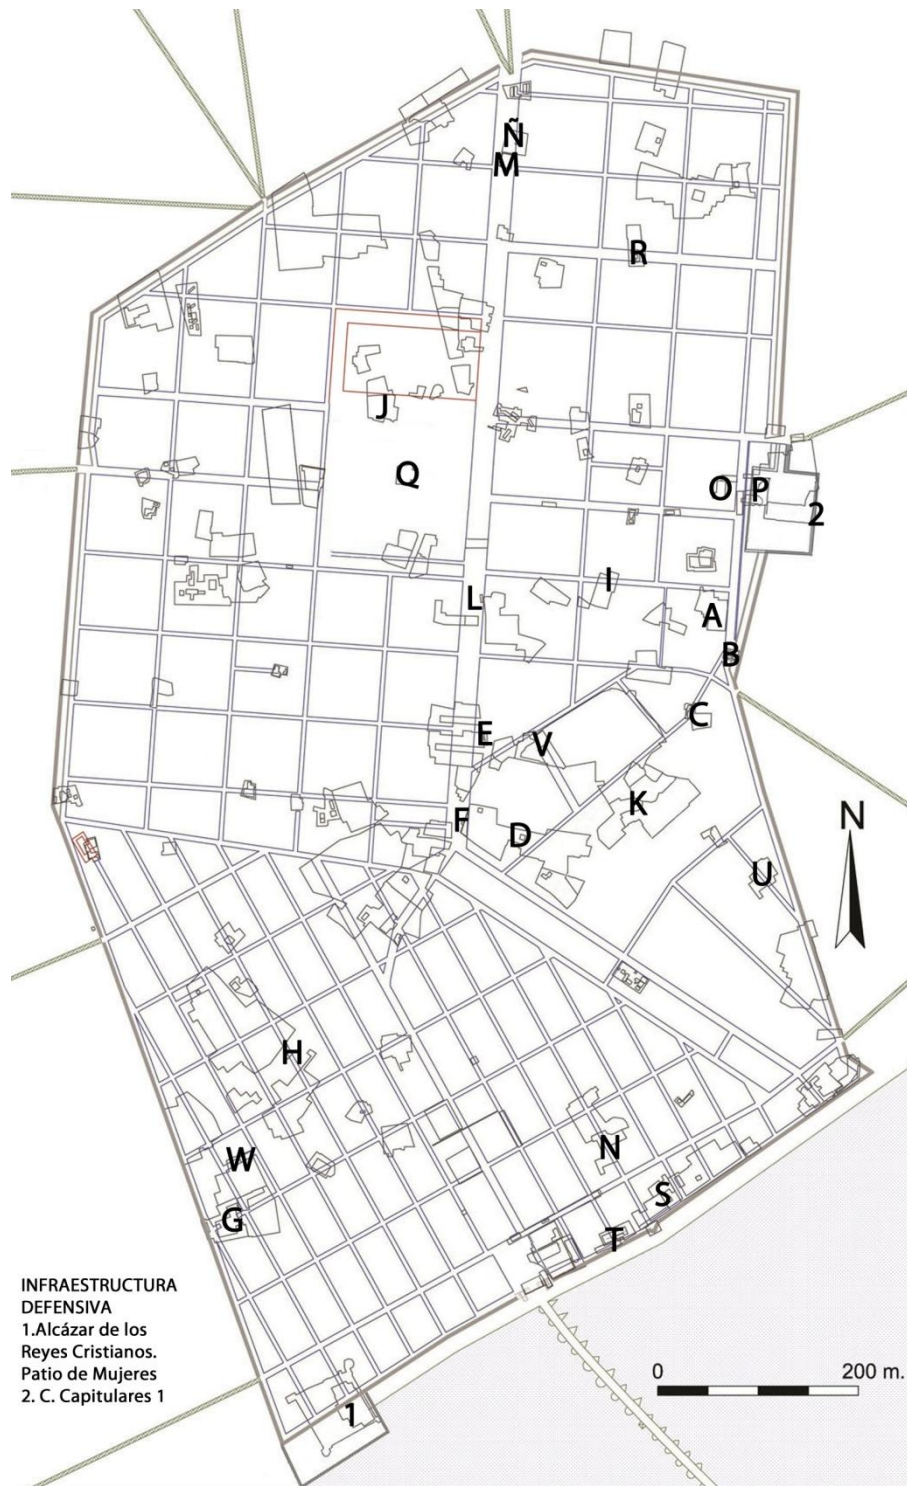 Ñ
M
R
J
Q
O P
2
I
L
A
B
C
E
V
K
N
F
D
U
H
N
W
S
G
T
INFRAESTRUCTURA
DEFENSIVA
1.Alcázar de los
Reyes Cristianos.
Patio de Mujeres
2. C. Capitulares 1
0 200 m.
1